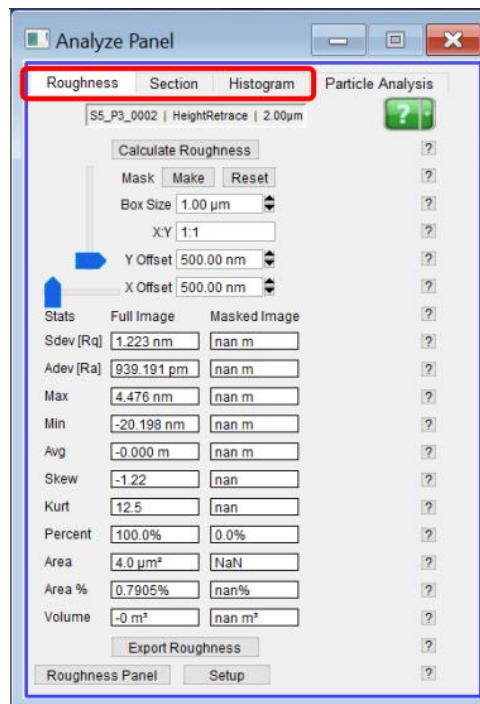 Analyze Panel
Roughness Section Histogram Particle Analysis
S5_P3_0002 | HeightRetrace | 2.00µm ?
Calculate Roughness ?
Mask Make Reset ?
Box Size 1.00 µm ?
X:Y 1:1 ?
Y Offset 500.00 nm ?
X Offset 500.00 nm ?
Stats Full Image Masked Image ?
Sdev [Rq] 1.223 nm nan m ?
Adev [Ra] 939.191 pm nan m ?
Max 4.476 nm nan m ?
Min -20.198 nm nan m ?
Avg -0.000 m nan m ?
Skew -1.22 nan ?
Kurt 12.5 nan ?
Percent 100.0% 0.0% ?
Area 4.0 µm² NaN ?
Area % 0.7905% nan% ?
Volume -0 m³ nan m³ ?
Export Roughness ?
Roughness Panel Setup ?